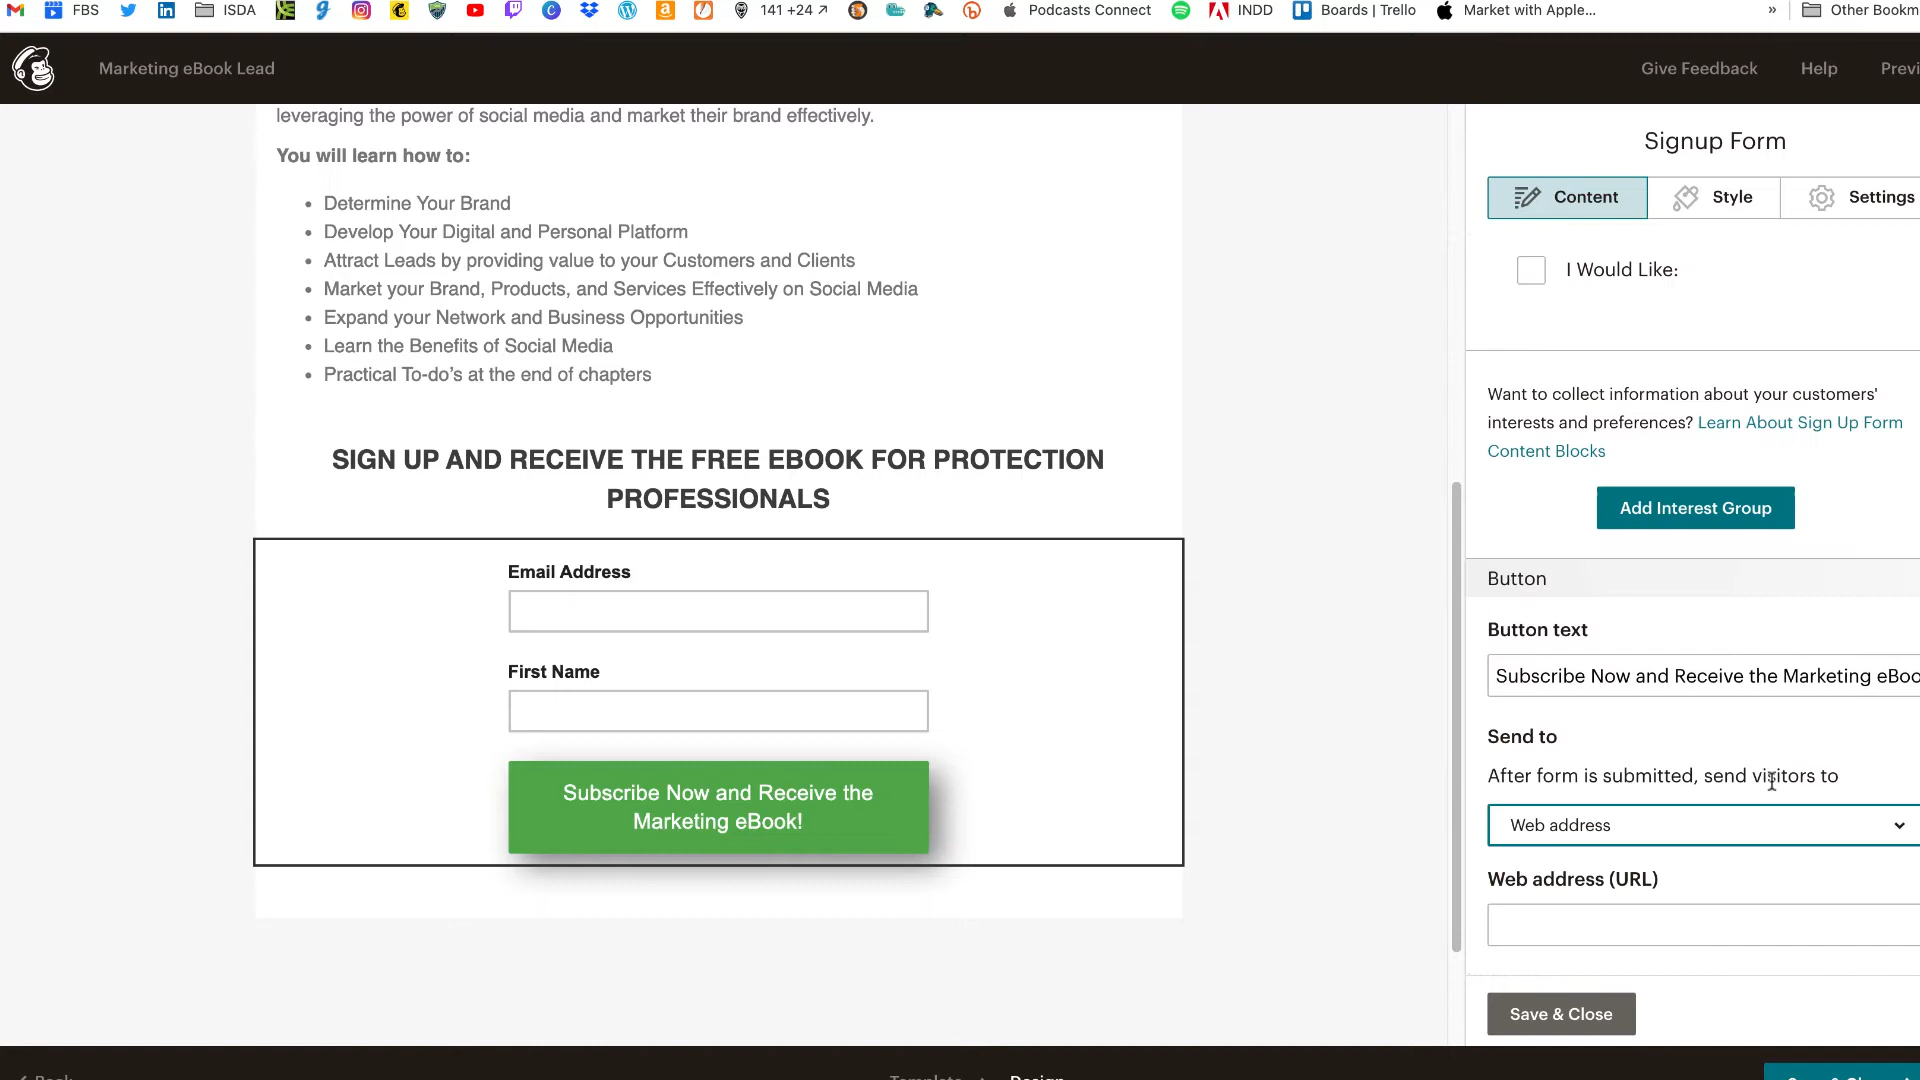 FBS
ISDA
141 +24 ↗
Podcasts Connect
INDD
Boards | Trello
Market with Apple...
»
Other Bookm
Marketing eBook Lead
Give Feedback
Help
Previ
leveraging the power of social media and market their brand effectively.
You will learn how to:
• Determine Your Brand
• Develop Your Digital and Personal Platform
• Attract Leads by providing value to your Customers and Clients
• Market your Brand, Products, and Services Effectively on Social Media
• Expand your Network and Business Opportunities
• Learn the Benefits of Social Media
• Practical To-do’s at the end of chapters
SIGN UP AND RECEIVE THE FREE EBOOK FOR PROTECTION
PROFESSIONALS
Email Address
First Name
Subscribe Now and Receive the
Marketing eBook!
Signup Form
Content
Style
Settings
I Would Like:
Want to collect information about your customers'
interests and preferences? Learn About Sign Up Form
Content Blocks
Add Interest Group
Button
Button text
Subscribe Now and Receive the Marketing eBoo
Send to
After form is submitted, send visitors to
Web address
Web address (URL)
Save & Close
Back
Template
Design